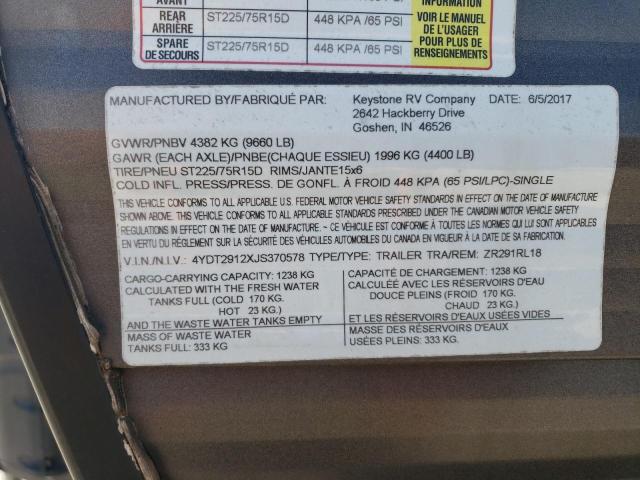 AVANT
REAR
ARRIÈRE
ST225/75R15D
448 KPA /65 PSI
SPARE
DE SECOURS
ST225/75R15D
448 KPA /65 PSI
INFORMATION
VOIR LE MANUEL
DE L'USAGER
POUR PLUS DE
RENSEIGNEMENTS
MANUFACTURED BY/FABRIQUÉ PAR: Keystone RV Company DATE: 6/5/2017
2642 Hackberry Drive
Goshen, IN 46526
GVWR/PNBV 4382 KG (9660 LB)
GAWR (EACH AXLE)/PNBE(CHAQUE ESSIEU) 1996 KG (4400 LB)
TIRE/PNEU ST225/75R15D RIMS/JANTE15x6
COLD INFL. PRESS/PRESS. DE GONFL. À FROID 448 KPA (65 PSI/LPC)-SINGLE
THIS VEHICLE CONFORMS TO ALL APPLICABLE U.S. FEDERAL MOTOR VEHICLE SAFETY STANDARDS IN EFFECT ON THE DATE OF MANUFACTURE
SHOWN ABOVE. THIS VEHICLE CONFORMS TO ALL APPLICABLE STANDARDS PRESCRIBED UNDER THE CANADIAN MOTOR VEHICLE SAFETY
REGULATIONS IN EFFECT ON THE DATE OF MANUFACTURE. CE VÉHICULE EST CONFORME À TOUTES LES NORMES QUI LUI SONT APPLICABLES
EN VERTU DU RÈGLEMENT SUR LA SÉCURITÉ DES VÉHICULES AUTOMOBILES DU CANADA EN VIGUEUR À LA DATE DE SA FABRICATION.
V.I.N./N.I.V.: 4YDT2912XJS370578 TYPE/TYPE: TRAILER TRA/REM: ZR291RL18
CARGO-CARRYING CAPACITY: 1238 KG
CALCULATED WITH THE FRESH WATER
TANKS FULL (COLD 170 KG.
HOT 23 KG.)
AND THE WASTE WATER TANKS EMPTY
MASS OF WASTE WATER
TANKS FULL: 333 KG
CAPACITÉ DE CHARGEMENT: 1238 KG
CALCULÉE AVEC LES RÉSERVOIRS D'EAU
DOUCE PLEINS (FROID 170 KG.
CHAUD 23 KG.)
ET LES RÉSERVOIRS D'EAUX USÉES VIDES
MASSE DES RÉSERVOIRS D'EAUX
USÉES PLEINS: 333 KG.